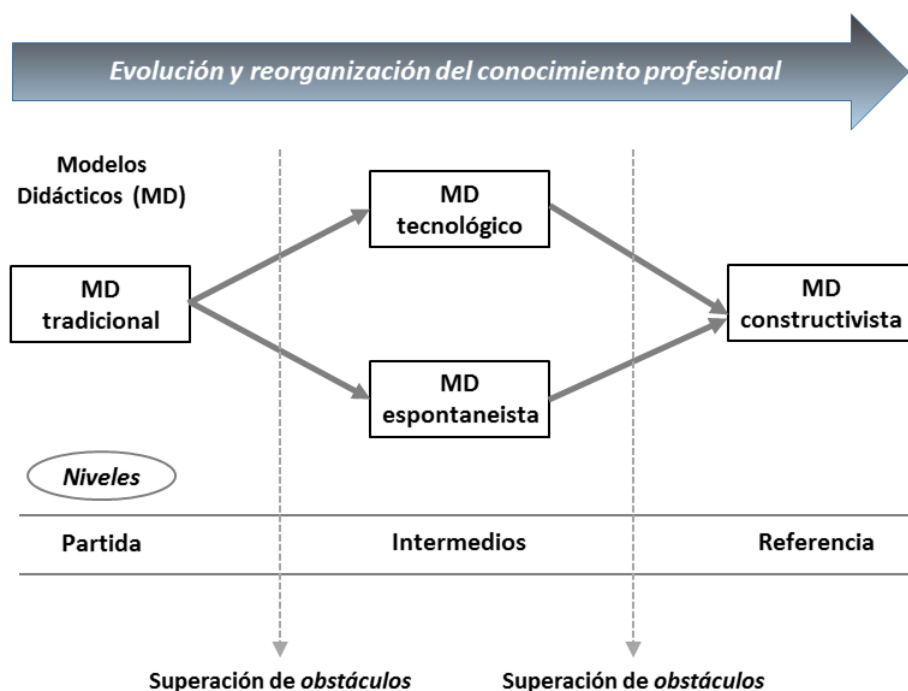 Evolución y reorganización del conocimiento profesional
Modelos
Didácticos (MD)
MD
tecnológico
MD
tradicional
MD
constructivista
MD
espontaneista
Niveles
Partida
Intermedios
Referencia
Superación de obstáculos
Superación de obstáculos